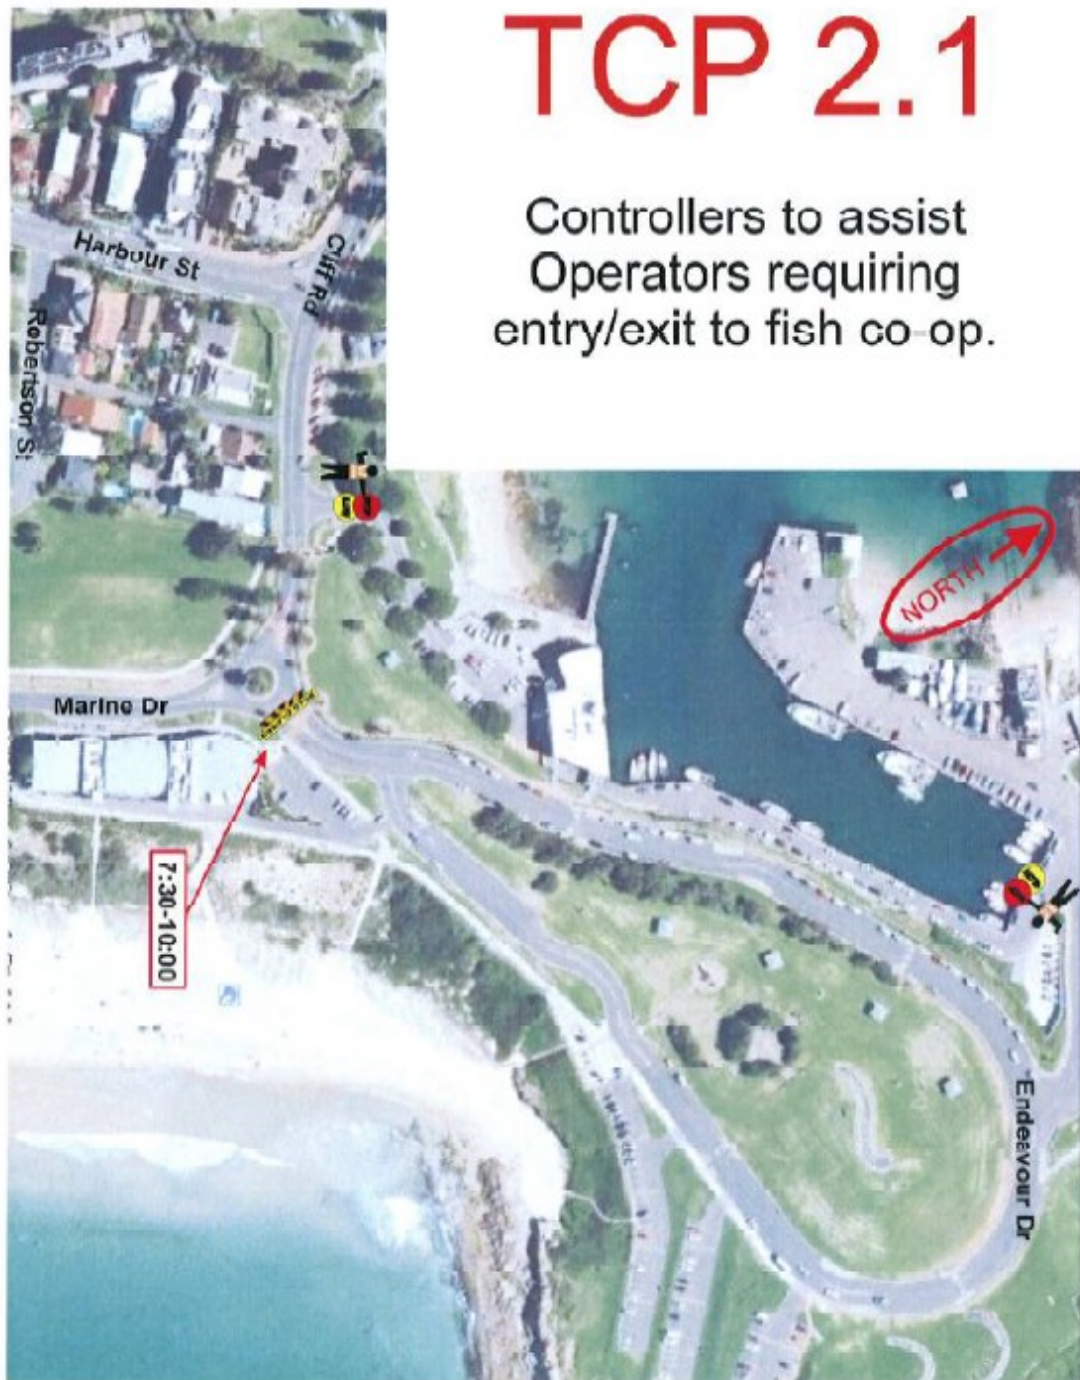 TCP 2.1
Controllers to assist
Operators requiring
entry/exit to fish co-op.
Harbour St
Cliff Rd
Robertson St
NORTH
Marine Dr
7:30-10:00
Endeavour Dr